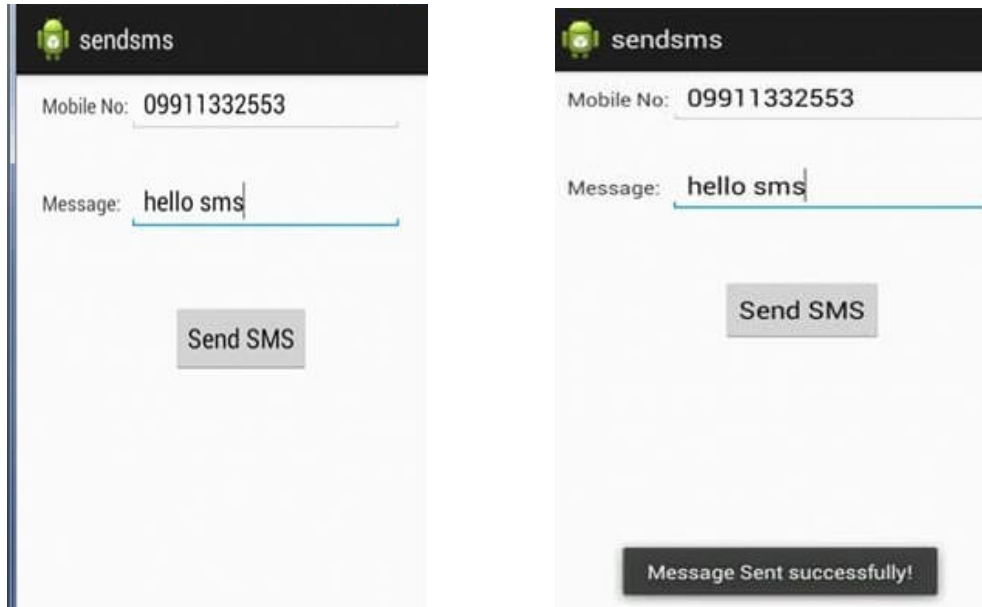 sendsms
Mobile No: 09911332553
Message: hello sms
Send SMS
sendsms
Mobile No: 09911332553
Message: hello sms
Send SMS
Message Sent successfully!